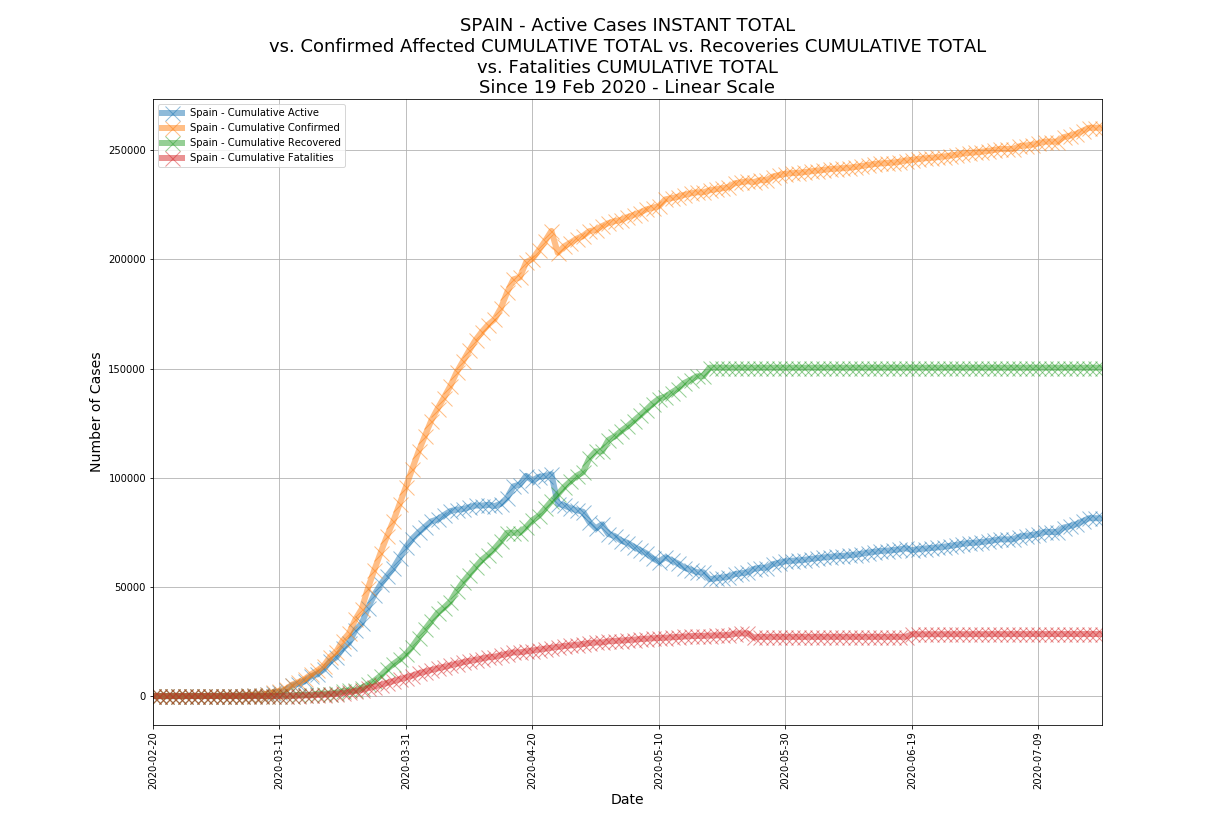 SPAIN - Active Cases INSTANT TOTAL
vs. Confirmed Affected CUMULATIVE TOTAL vs. Recoveries CUMULATIVE TOTAL
vs. Fatalities CUMULATIVE TOTAL
Since 19 Feb 2020 - Linear Scale
Spain - Cumulative Active
Spain - Cumulative Confirmed
Spain - Cumulative Recovered
Spain - Cumulative Fatalities
Number of Cases
250000
200000
150000
100000
50000
0
2020-02-20
2020-03-11
2020-03-31
2020-04-20
2020-05-10
2020-05-30
2020-06-19
2020-07-09
Date